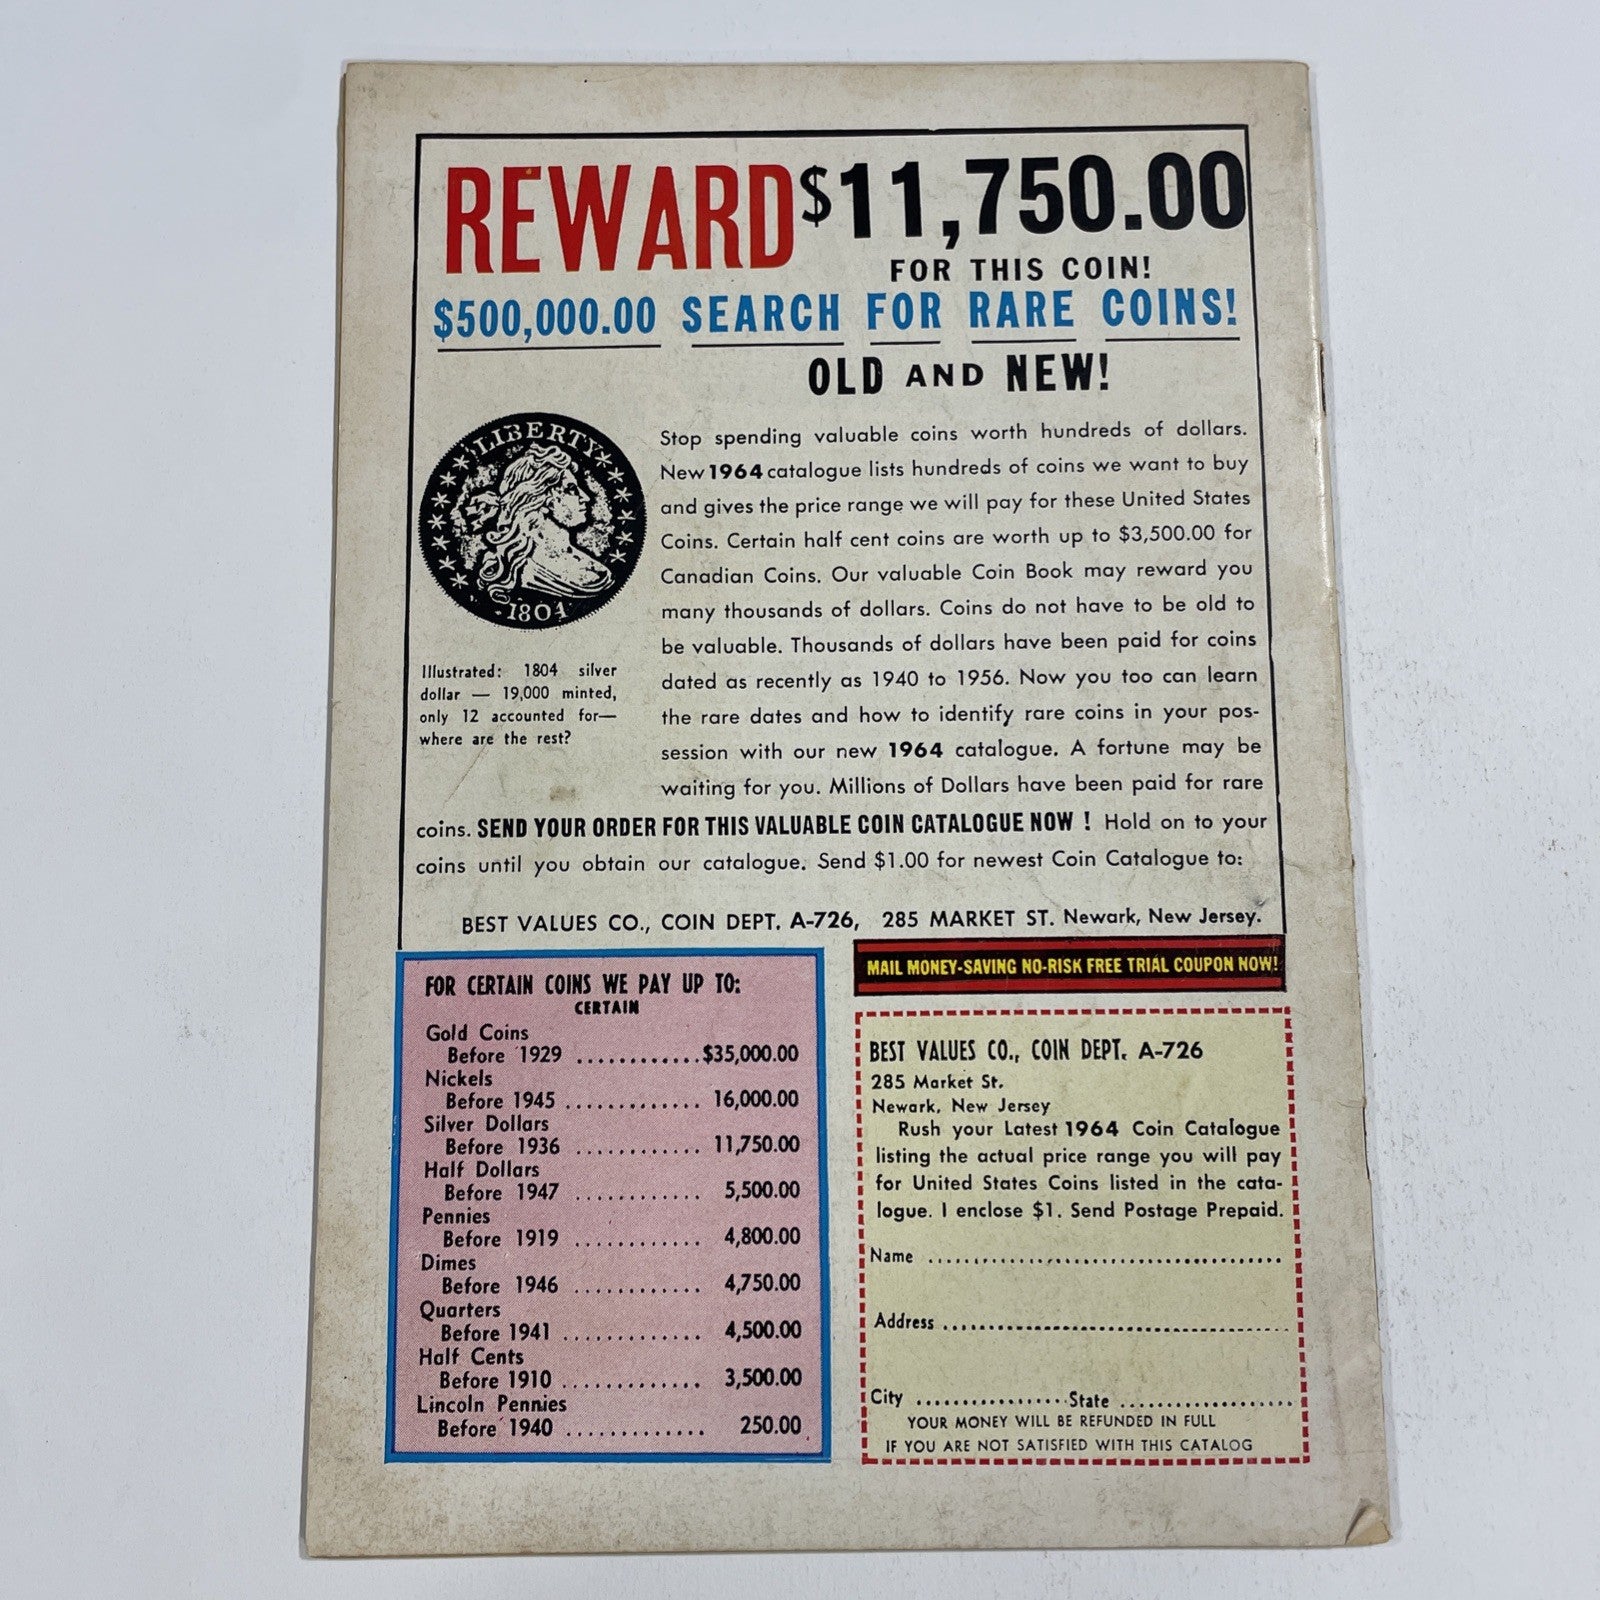 REWARD $11,750.00
FOR THIS COIN!
$500,000.00 SEARCH FOR RARE COINS!
OLD AND NEW!
LIBERTY
1804
Illustrated: 1804 silver
dollar — 19,000 minted,
only 12 accounted for—
where are the rest?
Stop spending valuable coins worth hundreds of dollars.
New 1964 catalogue lists hundreds of coins we want to buy
and gives the price range we will pay for these United States
Coins. Certain half cent coins are worth up to $3,500.00 for
Canadian Coins. Our valuable Coin Book may reward you
many thousands of dollars. Coins do not have to be old to
be valuable. Thousands of dollars have been paid for coins
dated as recently as 1940 to 1956. Now you too can learn
the rare dates and how to identify rare coins in your pos-
session with our new 1964 catalogue. A fortune may be
waiting for you. Millions of Dollars have been paid for rare
coins. SEND YOUR ORDER FOR THIS VALUABLE COIN CATALOGUE NOW ! Hold on to your
coins until you obtain our catalogue. Send $1.00 for newest Coin Catalogue to:
BEST VALUES CO., COIN DEPT. A-726, 285 MARKET ST. Newark, New Jersey.
FOR CERTAIN COINS WE PAY UP TO:
CERTAIN
Gold Coins
Before 1929 ............$35,000.00
Nickels
Before 1945 ............. 16,000.00
Silver Dollars
Before 1936 ............ 11,750.00
Half Dollars
Before 1947 ............ 5,500.00
Pennies
Before 1919 ............ 4,800.00
Dimes
Before 1946 ............ 4,750.00
Quarters
Before 1941 ............. 4,500.00
Half Cents
Before 1910 ............. 3,500.00
Lincoln Pennies
Before 1940 ............. 250.00
MAIL MONEY-SAVING NO-RISK FREE TRIAL COUPON NOW!
BEST VALUES CO., COIN DEPT. A-726
285 Market St.
Newark, New Jersey
Rush your Latest 1964 Coin Catalogue
listing the actual price range you will pay
for United States Coins listed in the cata-
logue. I enclose $1. Send Postage Prepaid.
Name ........................................
Address ........................................
City .................. State ....................
YOUR MONEY WILL BE REFUNDED IN FULL
IF YOU ARE NOT SATISFIED WITH THIS CATALOG